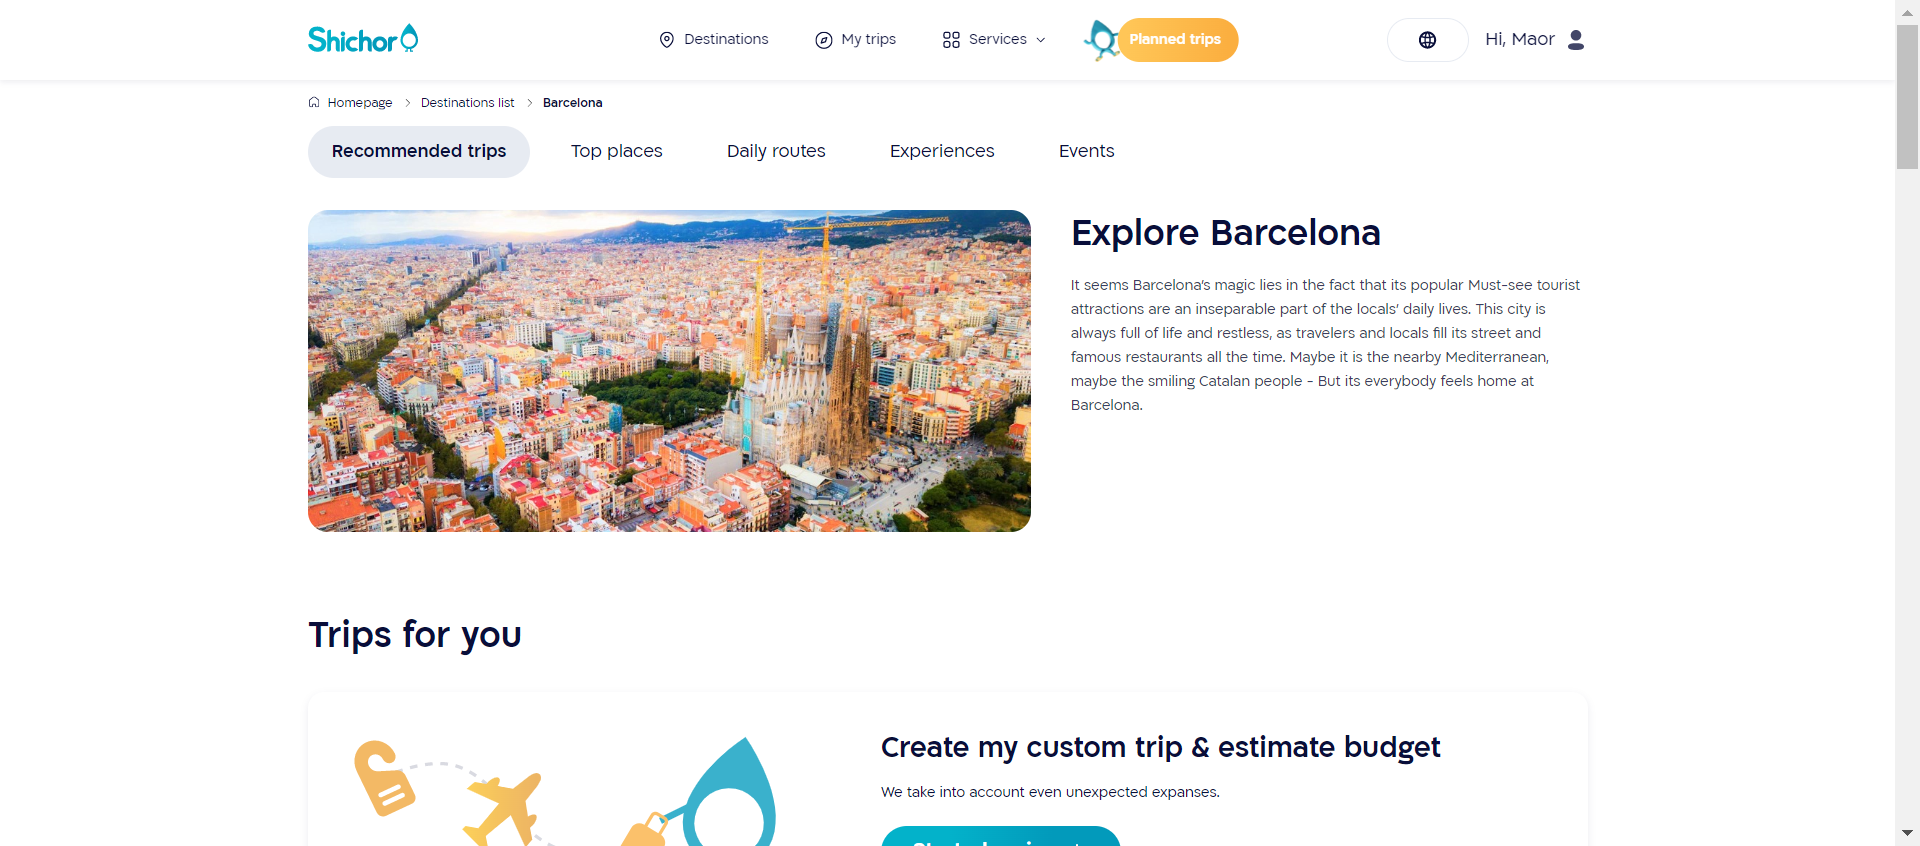 Shichor
Destinations
My trips
Services
Planned trips
Hi, Maor
Homepage > Destinations list > Barcelona
Recommended trips
Top places
Daily routes
Experiences
Events
Explore Barcelona
It seems Barcelona's magic lies in the fact that its popular Must-see tourist
attractions are an inseparable part of the locals' daily lives. This city is
always full of life and restless, as travelers and locals fill its street and
famous restaurants all the time. Maybe it is the nearby Mediterranean,
maybe the smiling Catalan people - But its everybody feels home at
Barcelona.
Trips for you
Create my custom trip & estimate budget
We take into account even unexpected expanses.